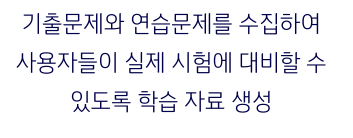 기출문제와 연습문제를 수집하여
사용자들이 실제 시험에 대비할 수
있도록 학습 자료 생성